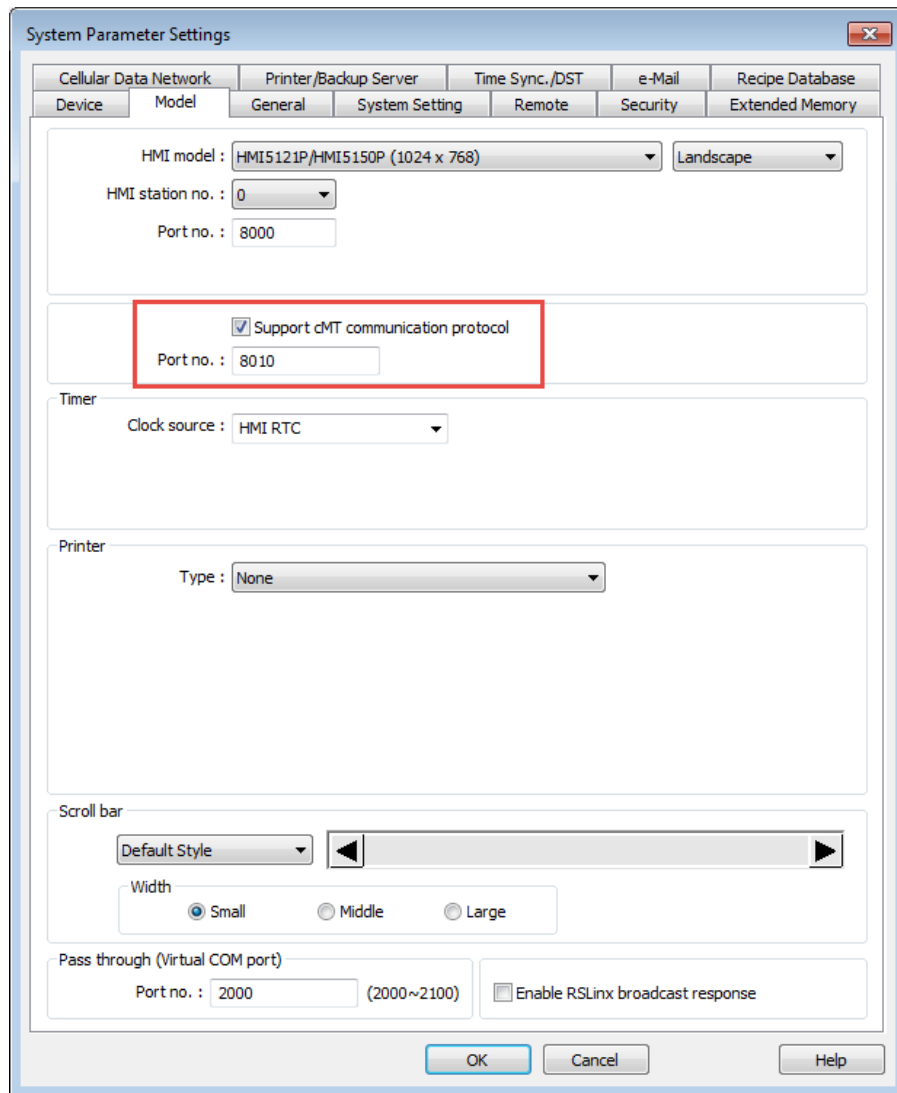 System Parameter Settings
Cellular Data Network Printer/Backup Server Time Sync./DST e-Mail Recipe Database
Device Model General System Setting Remote Security Extended Memory
HMI model : HMI5121P/HMI5150P (1024 x 768) Landscape
HMI station no. : 0
Port no. : 8000
Support cMT communication protocol
Port no. : 8010
Timer
Clock source : HMI RTC
Printer
Type : None
Scroll bar
Default Style
Width
Small Middle Large
Pass through (Virtual COM port)
Port no. : 2000 (2000~2100) Enable RSLinx broadcast response
OK Cancel Help